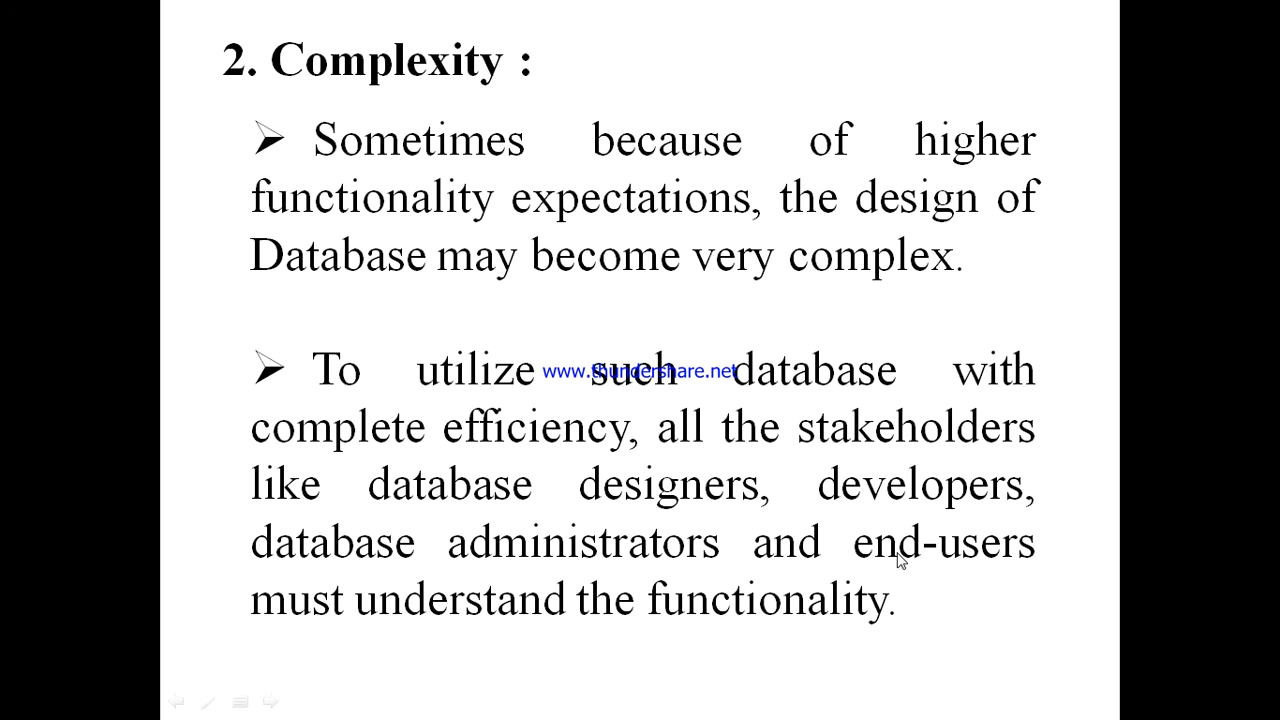 2. Complexity :
➢ Sometimes because of higher
functionality expectations, the design of
Database may become very complex.
➢ To utilize such database with
www.thundershare.net
complete efficiency, all the stakeholders
like database designers, developers,
database administrators and end-users
must understand the functionality.